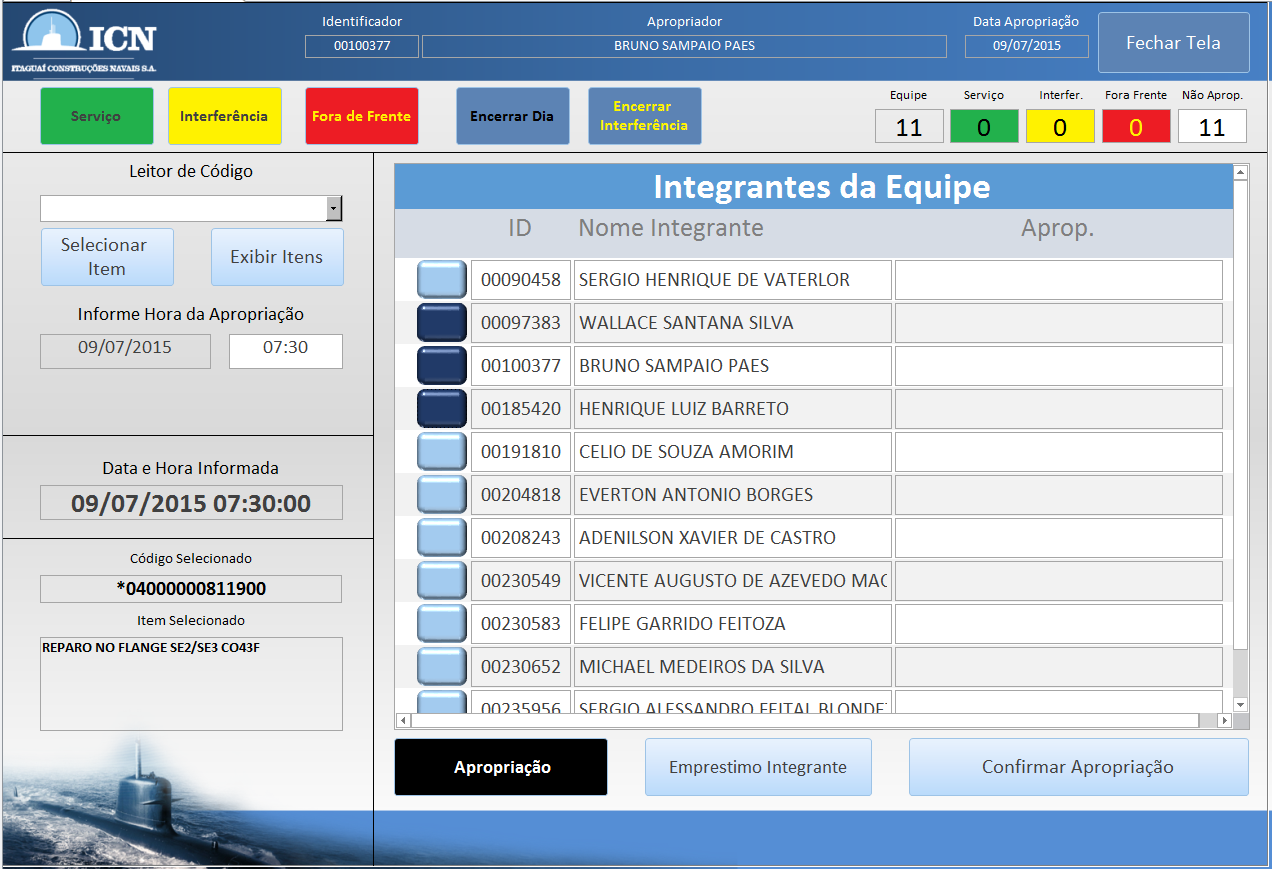 ICN
ITAGUAÍ CONSTRUÇÕES NAVAIS S.A.
Identificador
00100377
Apropriador
BRUNO SAMPAIO PAES
Data Apropriação
09/07/2015
Fechar Tela
Serviço
Interferência
Fora de Frente
Encerrar Dia
Encerrar
Interferência
Equipe
11
Serviço
0
Interfer.
0
Fora Frente
0
Não Aprop.
11
Leitor de Código
Selecionar
Item
Exibir Itens
Informe Hora da Apropriação
09/07/2015
07:30
Data e Hora Informada
09/07/2015 07:30:00
Código Selecionado
*04000000811900
Item Selecionado
REPARO NO FLANGE SE2/SE3 CO43F
Integrantes da Equipe
ID Nome Integrante Aprop.
00090458 SERGIO HENRIQUE DE VATERLOR
00097383 WALLACE SANTANA SILVA
00100377 BRUNO SAMPAIO PAES
00185420 HENRIQUE LUIZ BARRETO
00191810 CELIO DE SOUZA AMORIM
00204818 EVERTON ANTONIO BORGES
00208243 ADENILSON XAVIER DE CASTRO
00230549 VICENTE AUGUSTO DE AZEVEDO MAC
00230583 FELIPE GARRIDO FEITOZA
00230652 MICHAEL MEDEIROS DA SILVA
00235956 SERGIO ALESSANDRO FEITAL
Apropriação
Emprestimo Integrante
Confirmar Apropriação